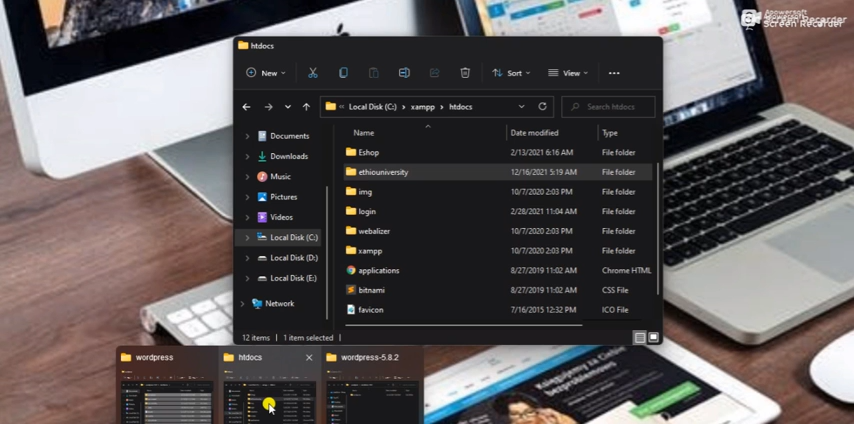 Apowersoft
Screen Recorder
htdocs
New
Sort
View
Local Disk (C:) > xampp > htdocs
Search htdocs
Name Date modified Type
Documents
Downloads
Music
Pictures
Videos
Local Disk (C:)
Local Disk (D:)
Local Disk (E:)
Network
Eshop 2/13/2021 6:16 AM File folder
ethiouniversity 12/16/2021 5:19 AM File folder
img 10/7/2020 2:03 PM File folder
login 2/28/2021 11:04 AM File folder
webalizer 10/7/2020 2:03 PM File folder
xampp 10/7/2020 2:03 PM File folder
applications 8/27/2019 11:02 AM Chrome HTML
bitnami 8/27/2019 11:02 AM CSS File
favicon 7/16/2015 12:32 PM ICO File
12 items | 1 item selected |
wordpress
htdocs
wordpress-5.8.2